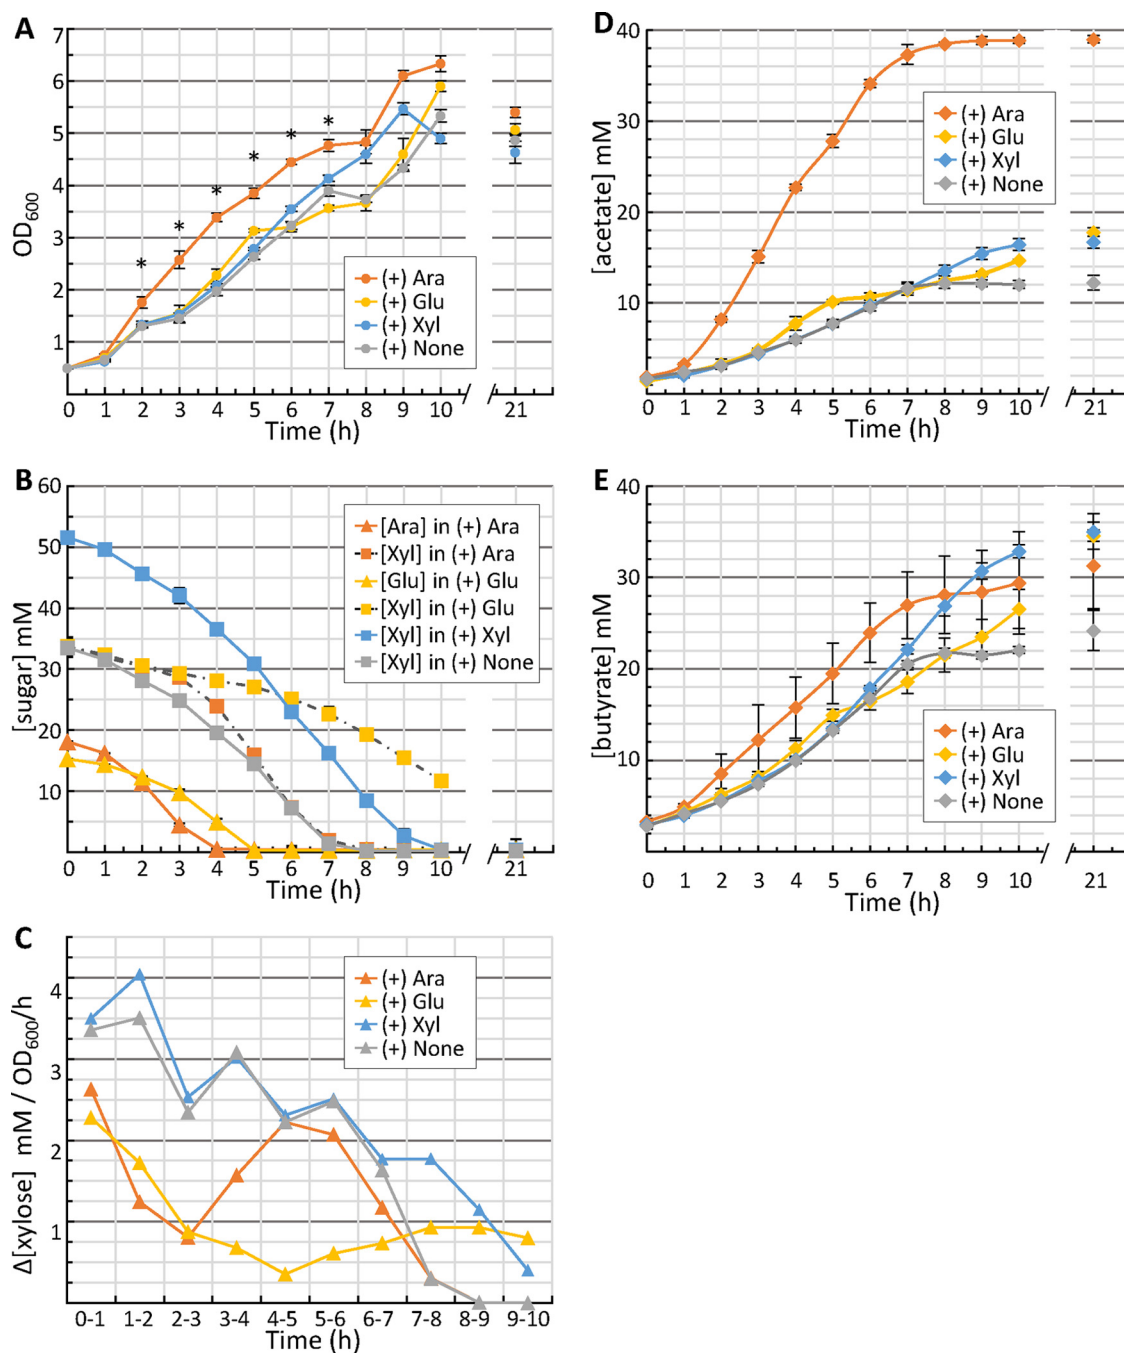 A
OD600
7
6
5
4
3
2
1
* * * * * *
(+) Ara
(+) Glu
(+) Xyl
(+) None
0 1 2 3 4 5 6 7 8 9 10 21
Time (h)
B
[sugar] mM
60
50
40
30
20
10
[Ara] in (+) Ara
[Xyl] in (+) Ara
[Glu] in (+) Glu
[Xyl] in (+) Glu
[Xyl] in (+) Xyl
[Xyl] in (+) None
0 1 2 3 4 5 6 7 8 9 10 21
Time (h)
C
Δ[xylose] mM / OD600/h
4
3
2
1
(+) Ara
(+) Glu
(+) Xyl
(+) None
0-1 1-2 2-3 3-4 4-5 5-6 6-7 7-8 8-9 9-10
Time (h)
D
[acetate] mM
40
30
20
10
(+) Ara
(+) Glu
(+) Xyl
(+) None
0 1 2 3 4 5 6 7 8 9 10 21
Time (h)
E
[butyrate] mM
40
30
20
10
(+) Ara
(+) Glu
(+) Xyl
(+) None
0 1 2 3 4 5 6 7 8 9 10 21
Time (h)